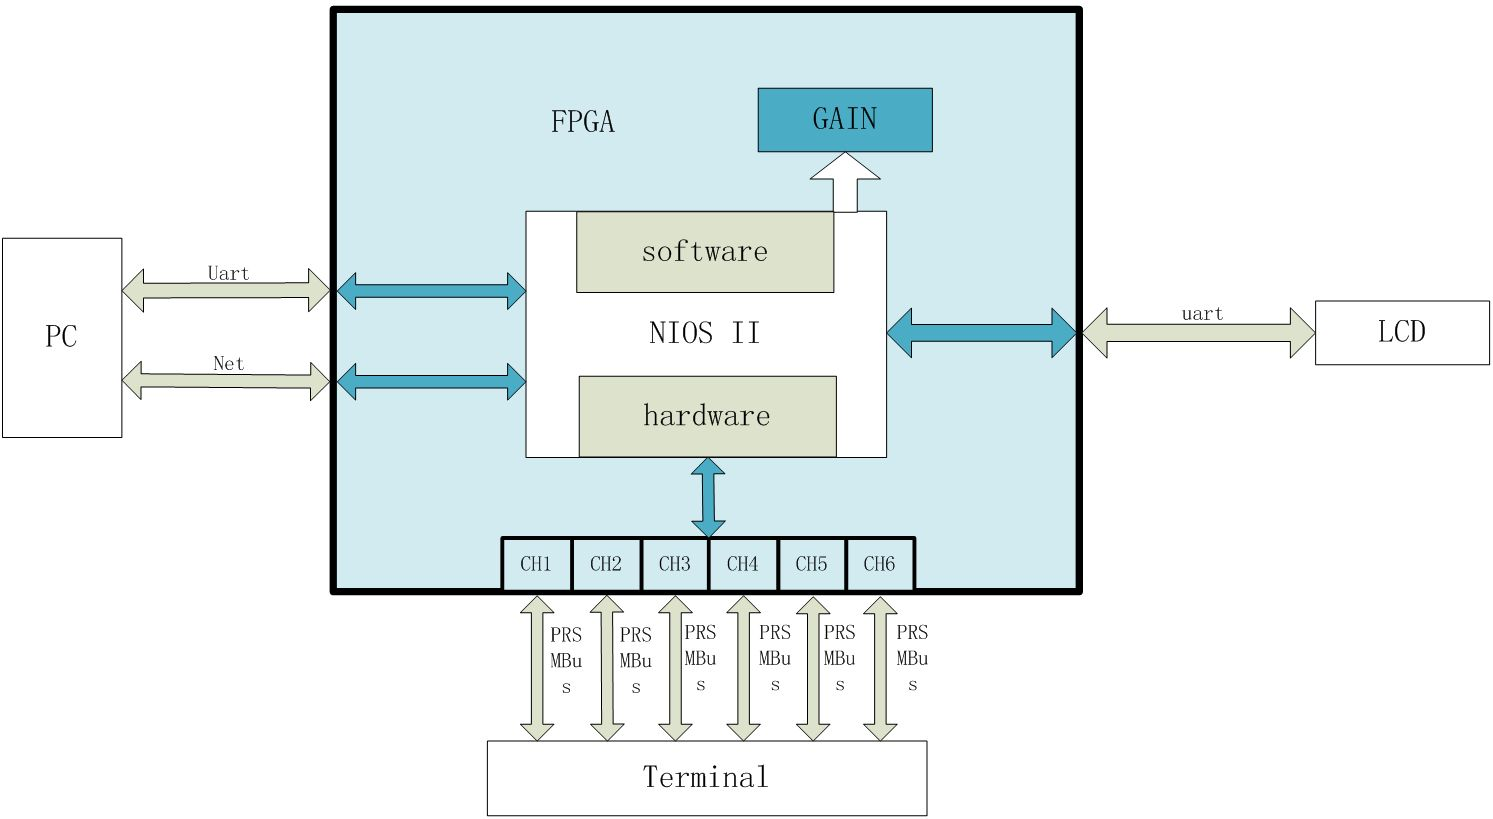 FPGA
GAIN
software
Uart
uart
PC
NIOS II
LCD
Net
hardware
CH1
CH2
CH3
CH4
CH5
CH6
PRS
MBu
s
PRS
MBu
s
PRS
MBu
s
PRS
MBu
s
PRS
MBu
s
PRS
MBu
s
Terminal